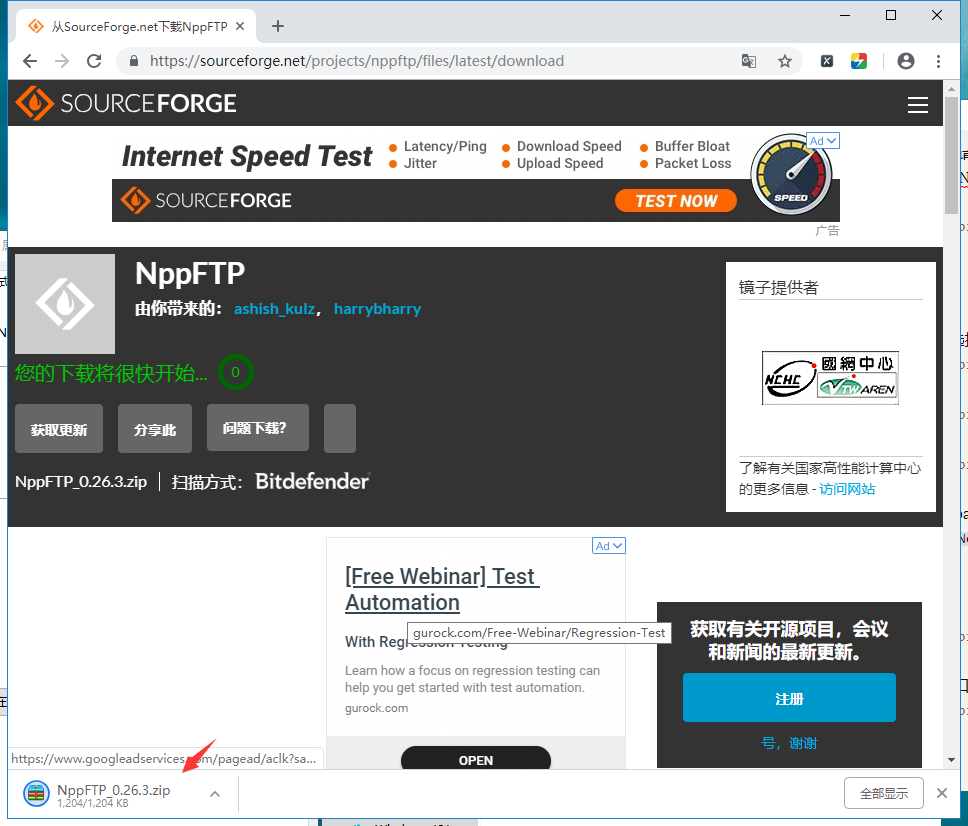 从SourceForge.net下载NppFTP
https://sourceforge.net/projects/nppftp/files/latest/download
SOURCEFORGE
Internet Speed Test
Latency/Ping
Download Speed
Buffer Bloat
Jitter
Upload Speed
Packet Loss
Ad
SOURCEFORGE
TEST NOW
SPEED
广告
NppFTP
由你带来的： ashish_kulz， harrybharry
您的下载将很快开始... 0
获取更新
分享此
问题下载?
NppFTP_0.26.3.zip | 扫描方式： Bitdefender
镜子提供者
NCHC
國網中心
TWAREN
了解有关国家高性能计算中心
的更多信息 - 访问网站
Ad
[Free Webinar] Test
Automation
With Regression Testing
gurock.com/Free-Webinar/Regression-Test
Learn how a focus on regression testing can
help you get started with test automation.
gurock.com
OPEN
获取有关开源项目，会议
和新闻的最新更新。
注册
号，谢谢
https://www.googleadservices.com/pagead/aclk?sa...
NppFTP_0.26.3.zip
1,204/1,204 KB
全部显示